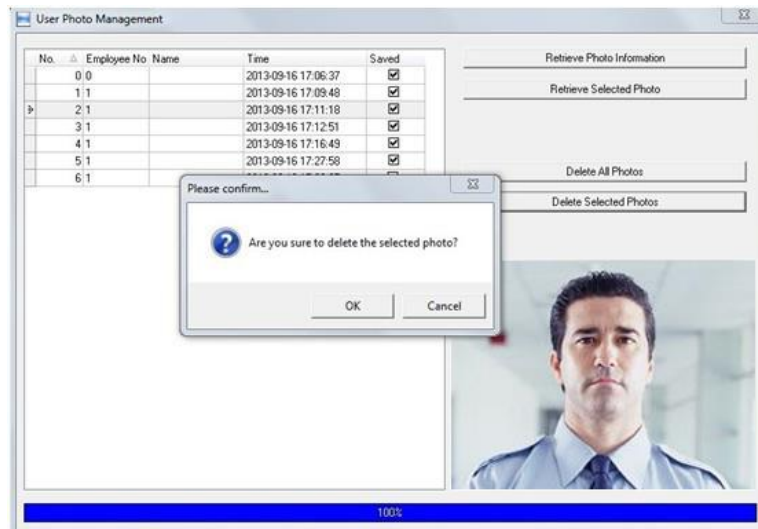 User Photo Management
No. Employee No Name Time Saved
0 0 2013-09-16 17:06:37
1 1 2013-09-16 17:09:48
2 1 2013-09-16 17:11:18
3 1 2013-09-16 17:12:51
4 1 2013-09-16 17:16:49
5 1 2013-09-16 17:27:58
6 1
Retrieve Photo Information
Retrieve Selected Photo
Delete All Photos
Delete Selected Photos
Please confirm...
Are you sure to delete the selected photo?
OK Cancel
100%